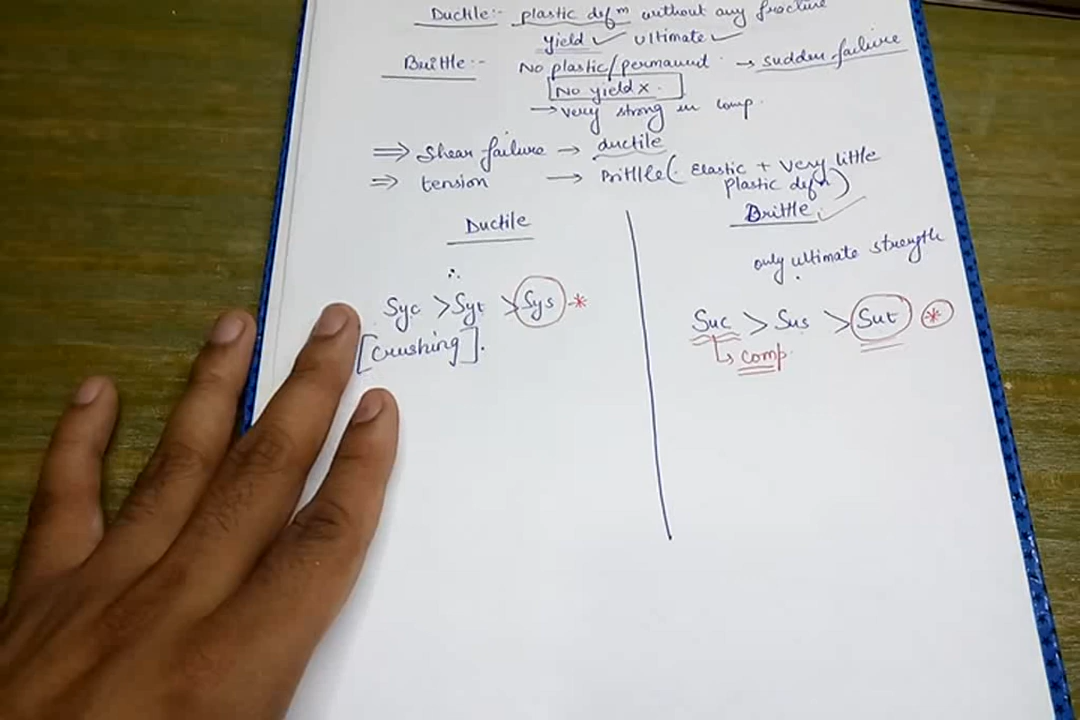 Ductile:- plastic defm without any fracture
yield ✓ ultimate ✓
Brittle:- No plastic/permanent → sudden failure
No yield x.
→ very strong in comp.
⇒ Shear failure → ductile
⇒ tension → Brittle ( Elastic + very little
plastic defn )
Ductile
Brittle ✓
only ultimate strength
∴
Syc > Syt > Sys *
[crushing].
Suc > Sus > Sut *
↳ comp.